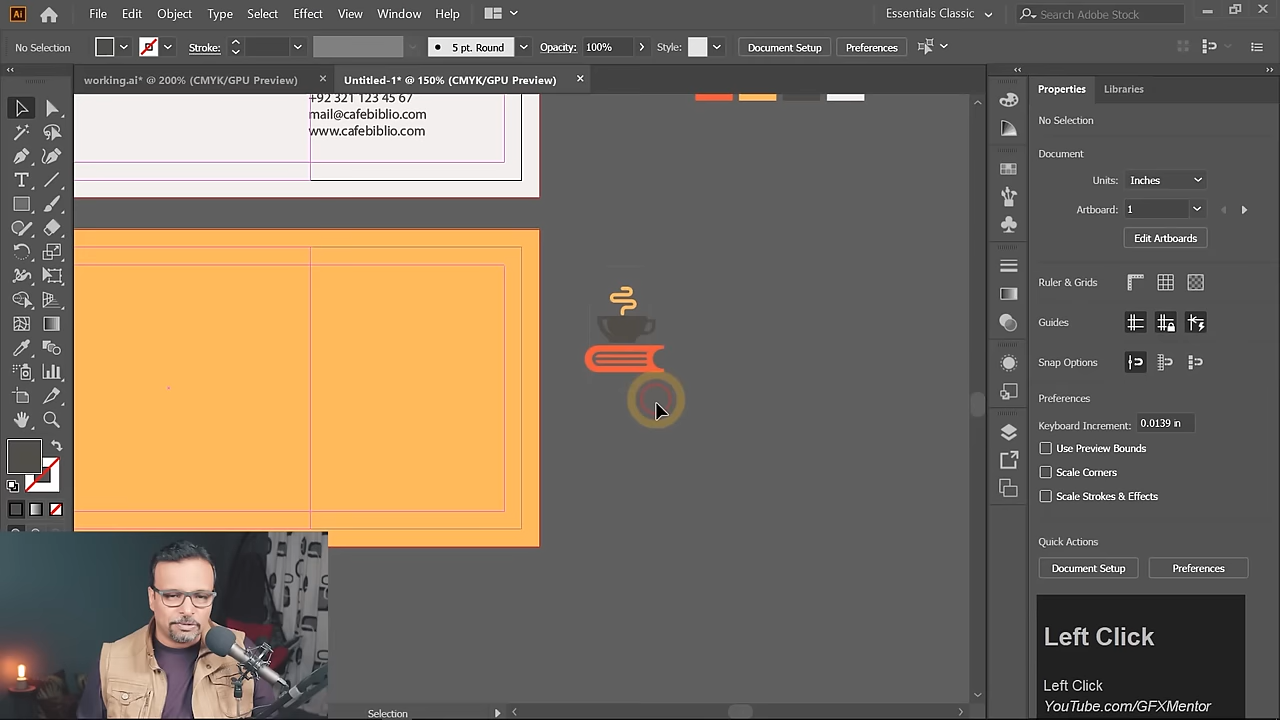 Ai File Edit Object Type Select Effect View Window Help Essentials Classic Search Adobe Stock
No Selection Stroke: 5 pt. Round Opacity: 100% Style: Document Setup Preferences
working.ai* @ 200% (CMYK/GPU Preview) Untitled-1* @ 150% (CMYK/GPU Preview)
+92 321 123 45 67
mail@cafebiblio.com
www.cafebiblio.com
Selection
Properties Libraries
No Selection
Document
Units: Inches
Artboard: 1
Edit Artboards
Ruler & Grids
Guides
Snap Options
Preferences
Keyboard Increment: 0.0139 in
Use Preview Bounds
Scale Corners
Scale Strokes & Effects
Quick Actions
Document Setup Preferences
Left Click
Left Click
YouTube.com/GFXMentor